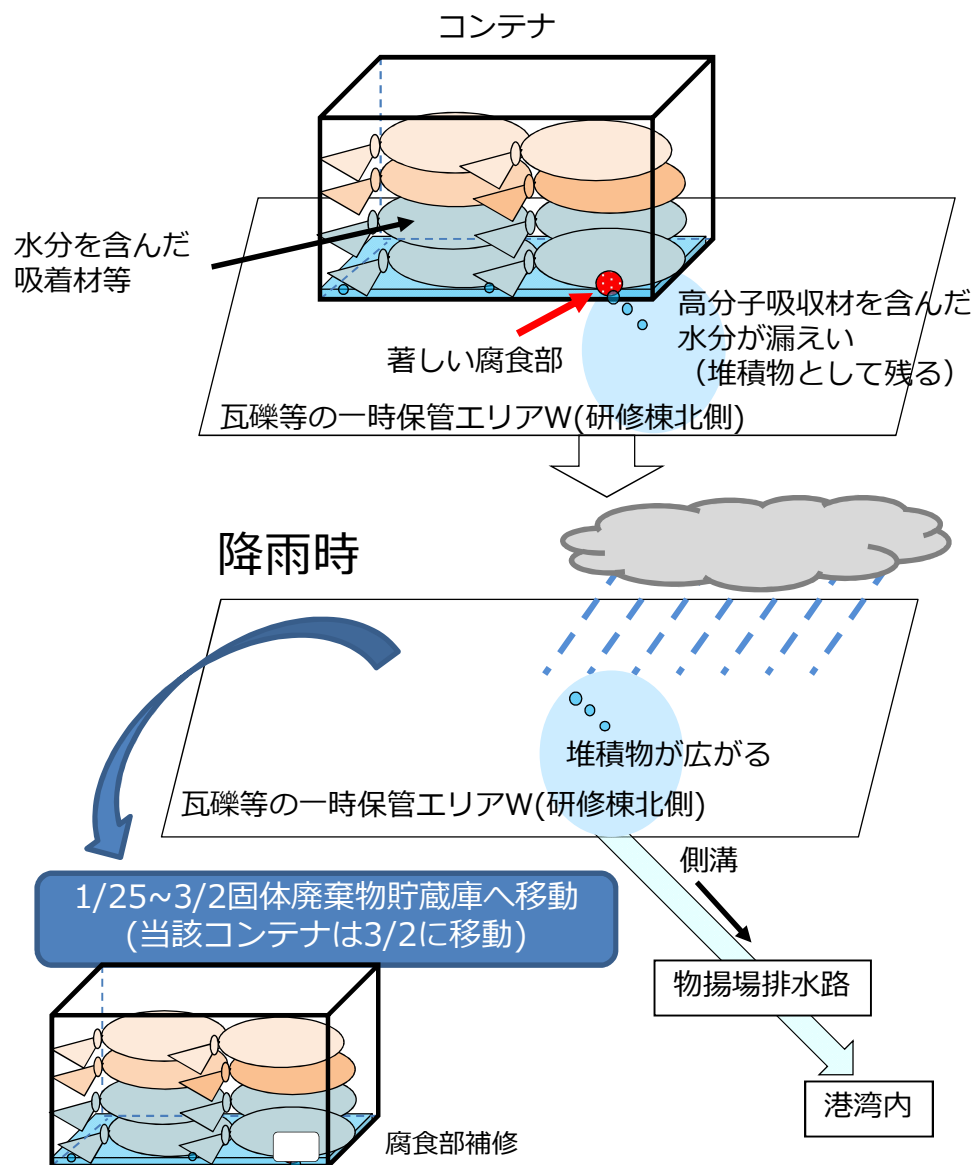 コンテナ
水分を含んだ
吸着材等
著しい腐食部
高分子吸収材を含んだ
水分が漏えい
（堆積物として残る）
瓦礫等の一時保管エリアW(研修棟北側)
降雨時
堆積物が広がる
瓦礫等の一時保管エリアW(研修棟北側)
側溝
1/25~3/2固体廃棄物貯蔵庫へ移動
(当該コンテナは3/2に移動)
物揚場排水路
港湾内
腐食部補修